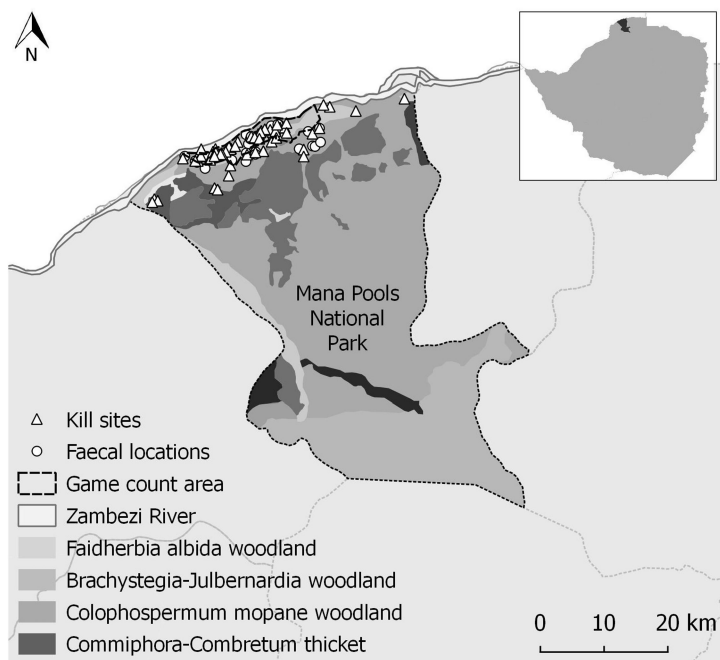 N
Mana Pools
National
Park
Kill sites
Faecal locations
Game count area
Zambezi River
Faidherbia albida woodland
Brachystegia-Julbernardia woodland
Colophospermum mopane woodland
Commiphora-Combretum thicket
0 10 20 km